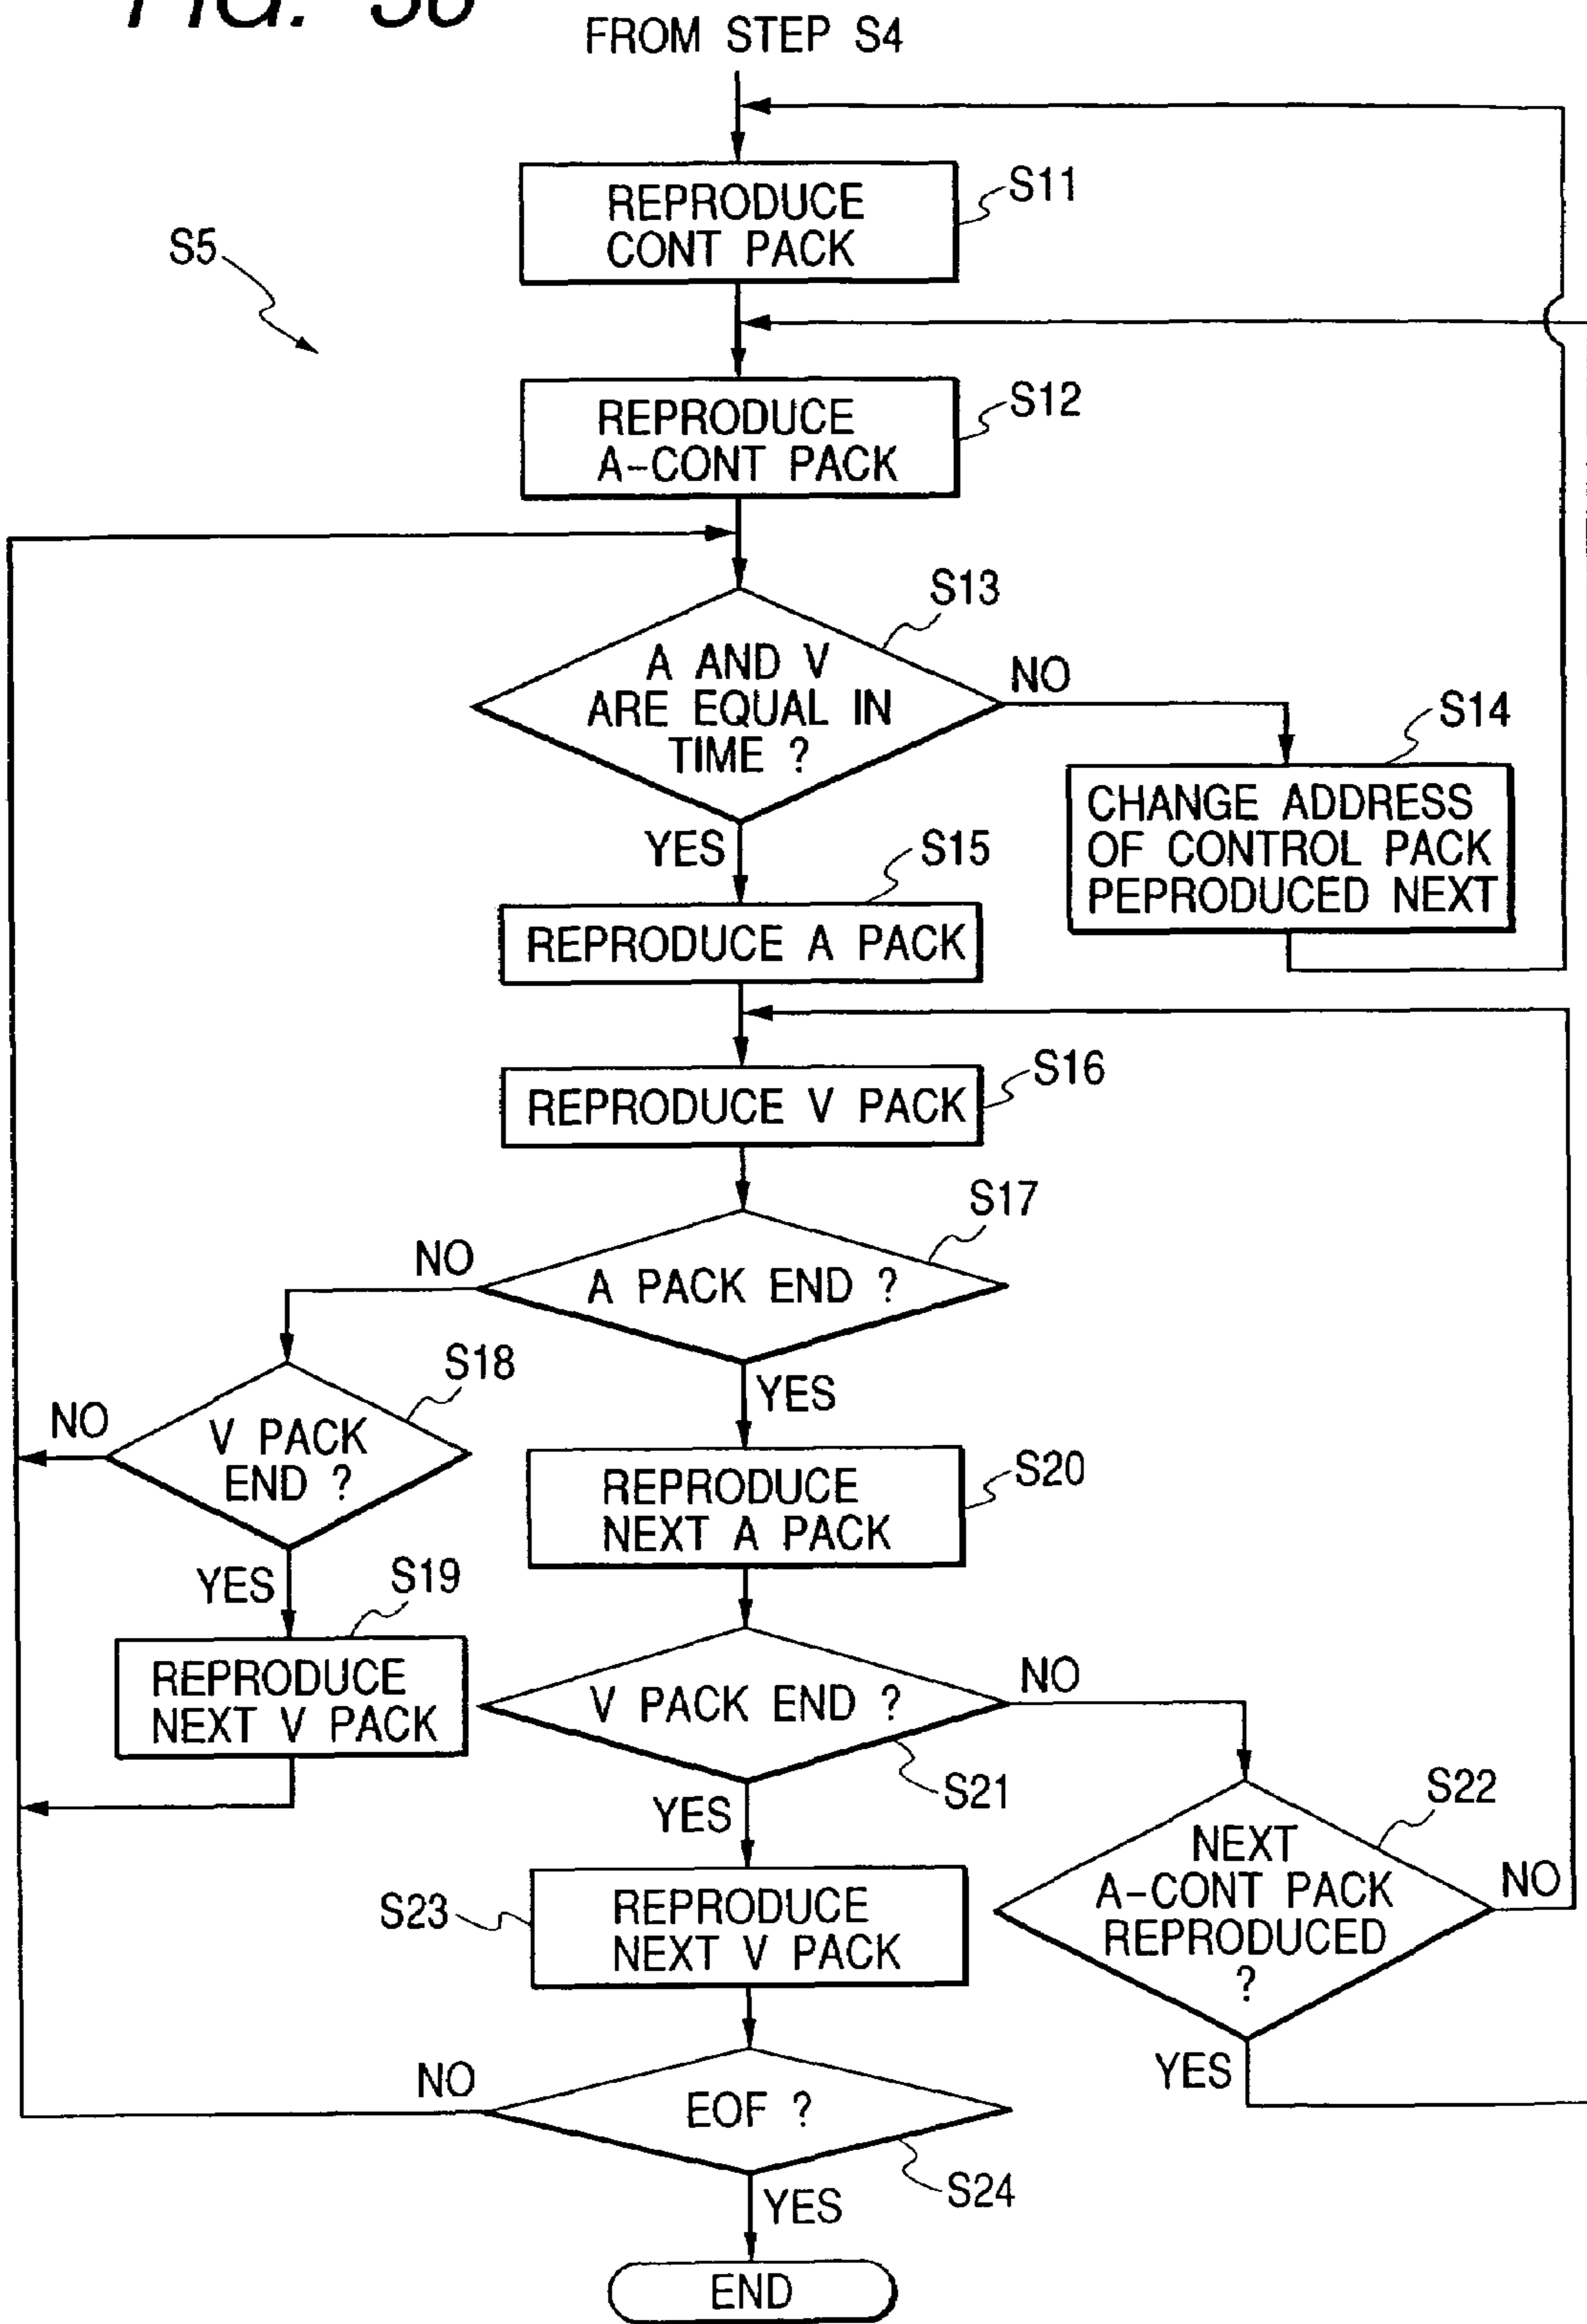 FIG.
FROM STEP S4
S11
REPRODUCE
CONT PACK
S5
S12
REPRODUCE
A-CONT PACK
S13
A AND V
ARE EQUAL IN
TIME ?
NO
S14
CHANGE ADDRESS
OF CONTROL PACK
PEPRODUCED NEXT
YES
S15
REPRODUCE A PACK
S16
REPRODUCE V PACK
S17
A PACK END ?
NO
S18
V PACK
END ?
NO
YES
S19
REPRODUCE
NEXT V PACK
YES
S20
REPRODUCE
NEXT A PACK
V PACK END ?
NO
S21
S22
NEXT
A-CONT PACK
REPRODUCED
?
NO
YES
YES
S23
REPRODUCE
NEXT V PACK
EOF ?
NO
S24
YES
END